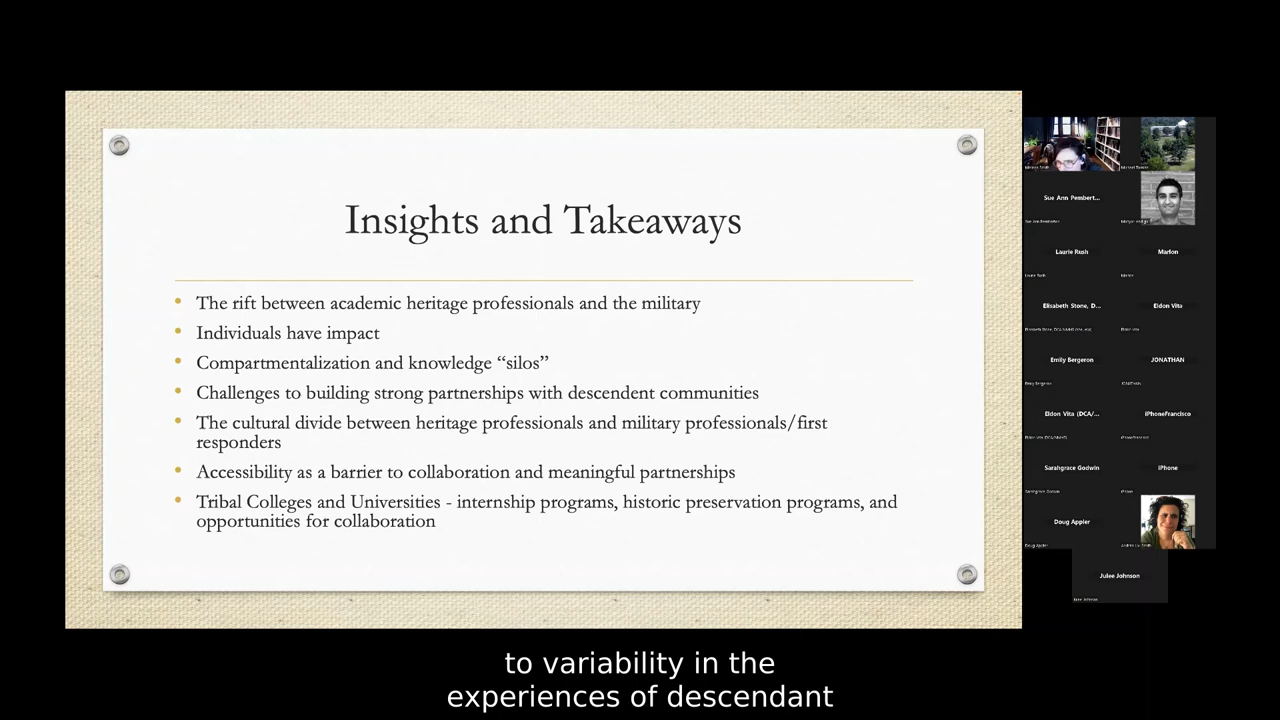 Insights and Takeaways
The rift between academic heritage professionals and the military
Individuals have impact
Compartmentalization and knowledge “silos”
Challenges to building strong partnerships with descendent communities
The cultural divide between heritage professionals and military professionals/first
responders
Accessibility as a barrier to collaboration and meaningful partnerships
Tribal Colleges and Universities - internship programs, historic preservation programs, and
opportunities for collaboration
Sue Ann Pembert...
Laurie Rush
Marlon
Elisabeth Stone, D...
Eldon Vita
Emily Bergeron
JONATHAN
Eldon Vita (DCA/...
iPhoneFrancisco
Sarahgrace Godwin
iPhone
Doug Appler
Julee Johnson
to variability in the
experiences of descendant